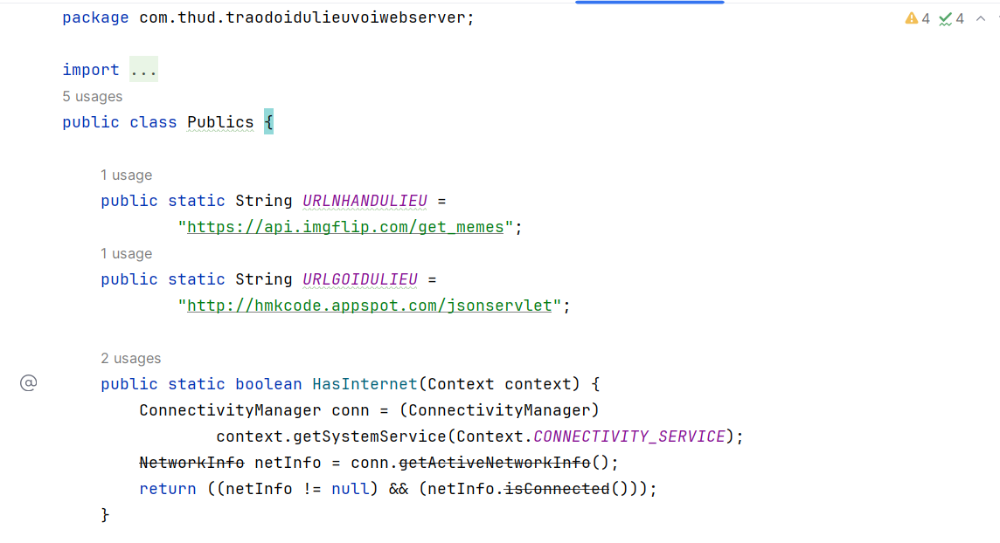 package com.thud.traodoidulieuvoiwebserver;
4 4
import ...
5 usages
public class Publics {
1 usage
public static String URLNHANDULIEU =
"https://api.imgflip.com/get_memes";
1 usage
public static String URLGOIDULIEU =
"http://hmkcode.appspot.com/jsonservlet";
2 usages
@
public static boolean HasInternet(Context context) {
ConnectivityManager conn = (ConnectivityManager)
context.getSystemService(Context.CONNECTIVITY_SERVICE);
NetworkInfo netInfo = conn.getActiveNetworkInfo();
return ((netInfo != null) && (netInfo.isConnected()));
}